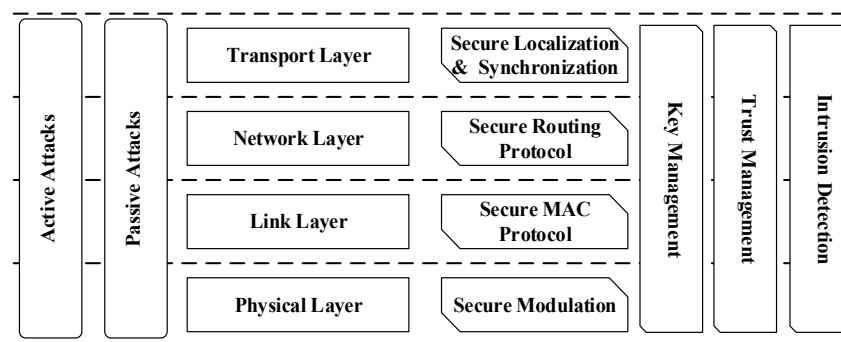 Active Attacks
Passive Attacks
Transport Layer
Secure Localization
& Synchronization
Network Layer
Secure Routing
Protocol
Link Layer
Secure MAC
Protocol
Physical Layer
Secure Modulation
Key Management
Trust Management
Intrusion Detection